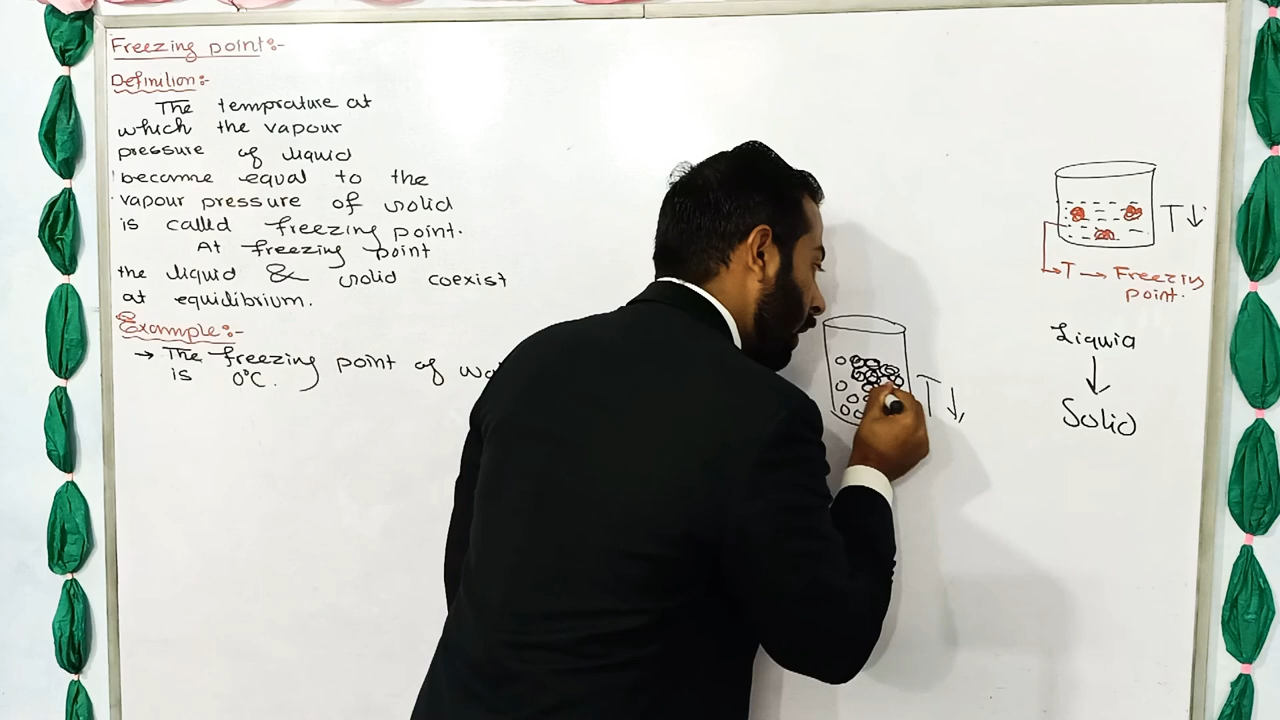 Freezing point:-
Definition:-
The temprature at
which the vapour
pressure of liquid
became equal to the
vapour pressure of solid
is called freezing point.
At freezing point
the liquid & solid coexist
at equidibrium.
Example:-
→ The freezing point of
is 0°C.
T ↓
T ↓
T → Freezing
point.
Liquid
↓
Solid